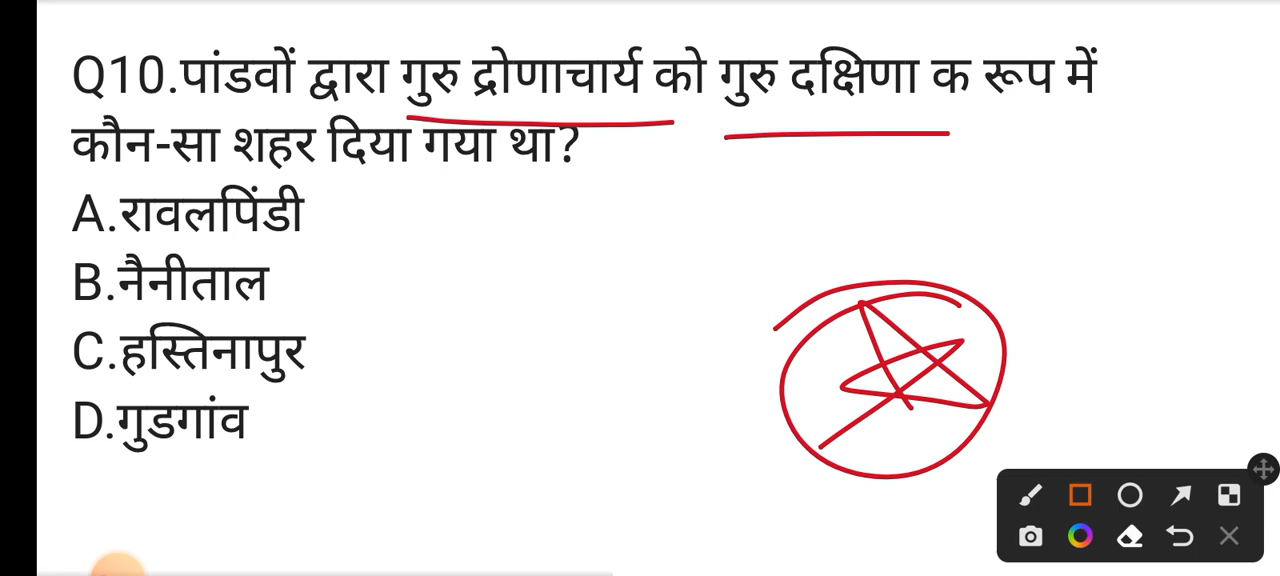 Q10.पांडवों द्वारा गुरु द्रोणाचार्य को गुरु दक्षिणा क रूप में
कौन-सा शहर दिया गया था?
A.रावलपिंडी
B.नैनीताल
C.हस्तिनापुर
D.गुडगांव